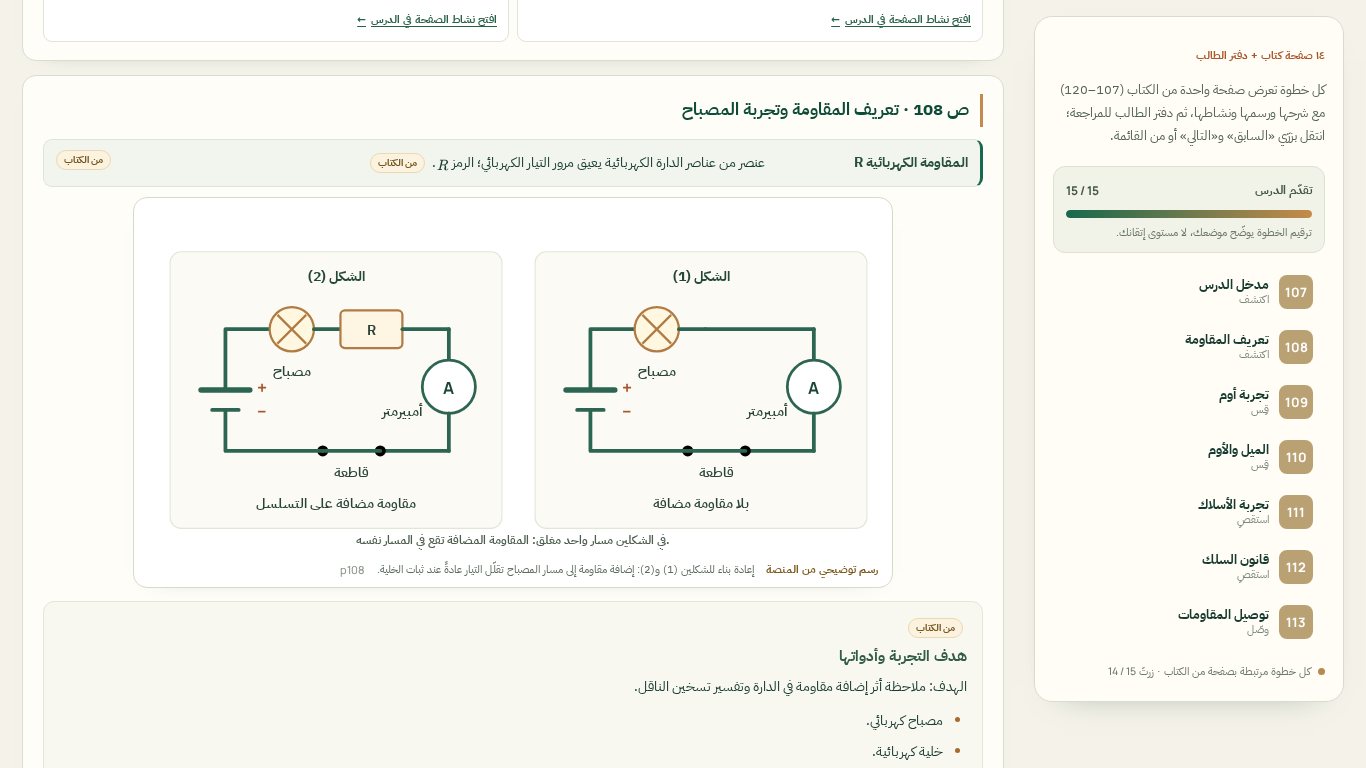 افتح نشاط الصفحة في الدرس ←
افتح نشاط الصفحة في الدرس ←
ص 108 · تعريف المقاومة وتجربة المصباح
المقاومة الكهربائية R
عنصر من عناصر الدارة الكهربائية يعيق مرور التيار الكهربائي؛ الرمز R. من الكتاب
من الكتاب
الشكل (1)
مصباح
+
−
A
أمبيرمتر
قاطعة
بلا مقاومة مضافة
الشكل (2)
R
مصباح
+
−
A
أمبيرمتر
قاطعة
مقاومة مضافة على التسلسل
.في الشكلين مسار واحد مغلق: المقاومة المضافة تقع في المسار نفسه
رسم توضيحي من المنصة إعادة بناء للشكلين (1) و(2): إضافة مقاومة إلى مسار المصباح تقلّل التيار عادةً عند ثبات الخلية. p108
من الكتاب
هدف التجربة وأدواتها
الهدف: ملاحظة أثر إضافة مقاومة في الدارة وتفسير تسخين الناقل.
• مصباح كهربائي.
• خلية كهربائية.
١٤ صفحة كتاب + دفتر الطالب
كل خطوة تعرض صفحة واحدة من الكتاب (107–120)
مع شرحها ورسمها ونشاطها، ثم دفتر الطالب للمراجعة؛
انتقل بزرّي «السابق» و«التالي» أو من القائمة.
تقدّم الدرس
15 / 15
ترقيم الخطوة يوضّح موضعك، لا مستوى إتقانك.
107
مدخل الدرس
اكتشف
108
تعريف المقاومة
اكتشف
109
تجربة أوم
قِس
110
الميل والأوم
قِس
111
تجربة الأسلاك
استقصِ
112
قانون السلك
استقصِ
113
توصيل المقاومات
وصّل
كل خطوة مرتبطة بصفحة من الكتاب · زرتَ 15 / 14